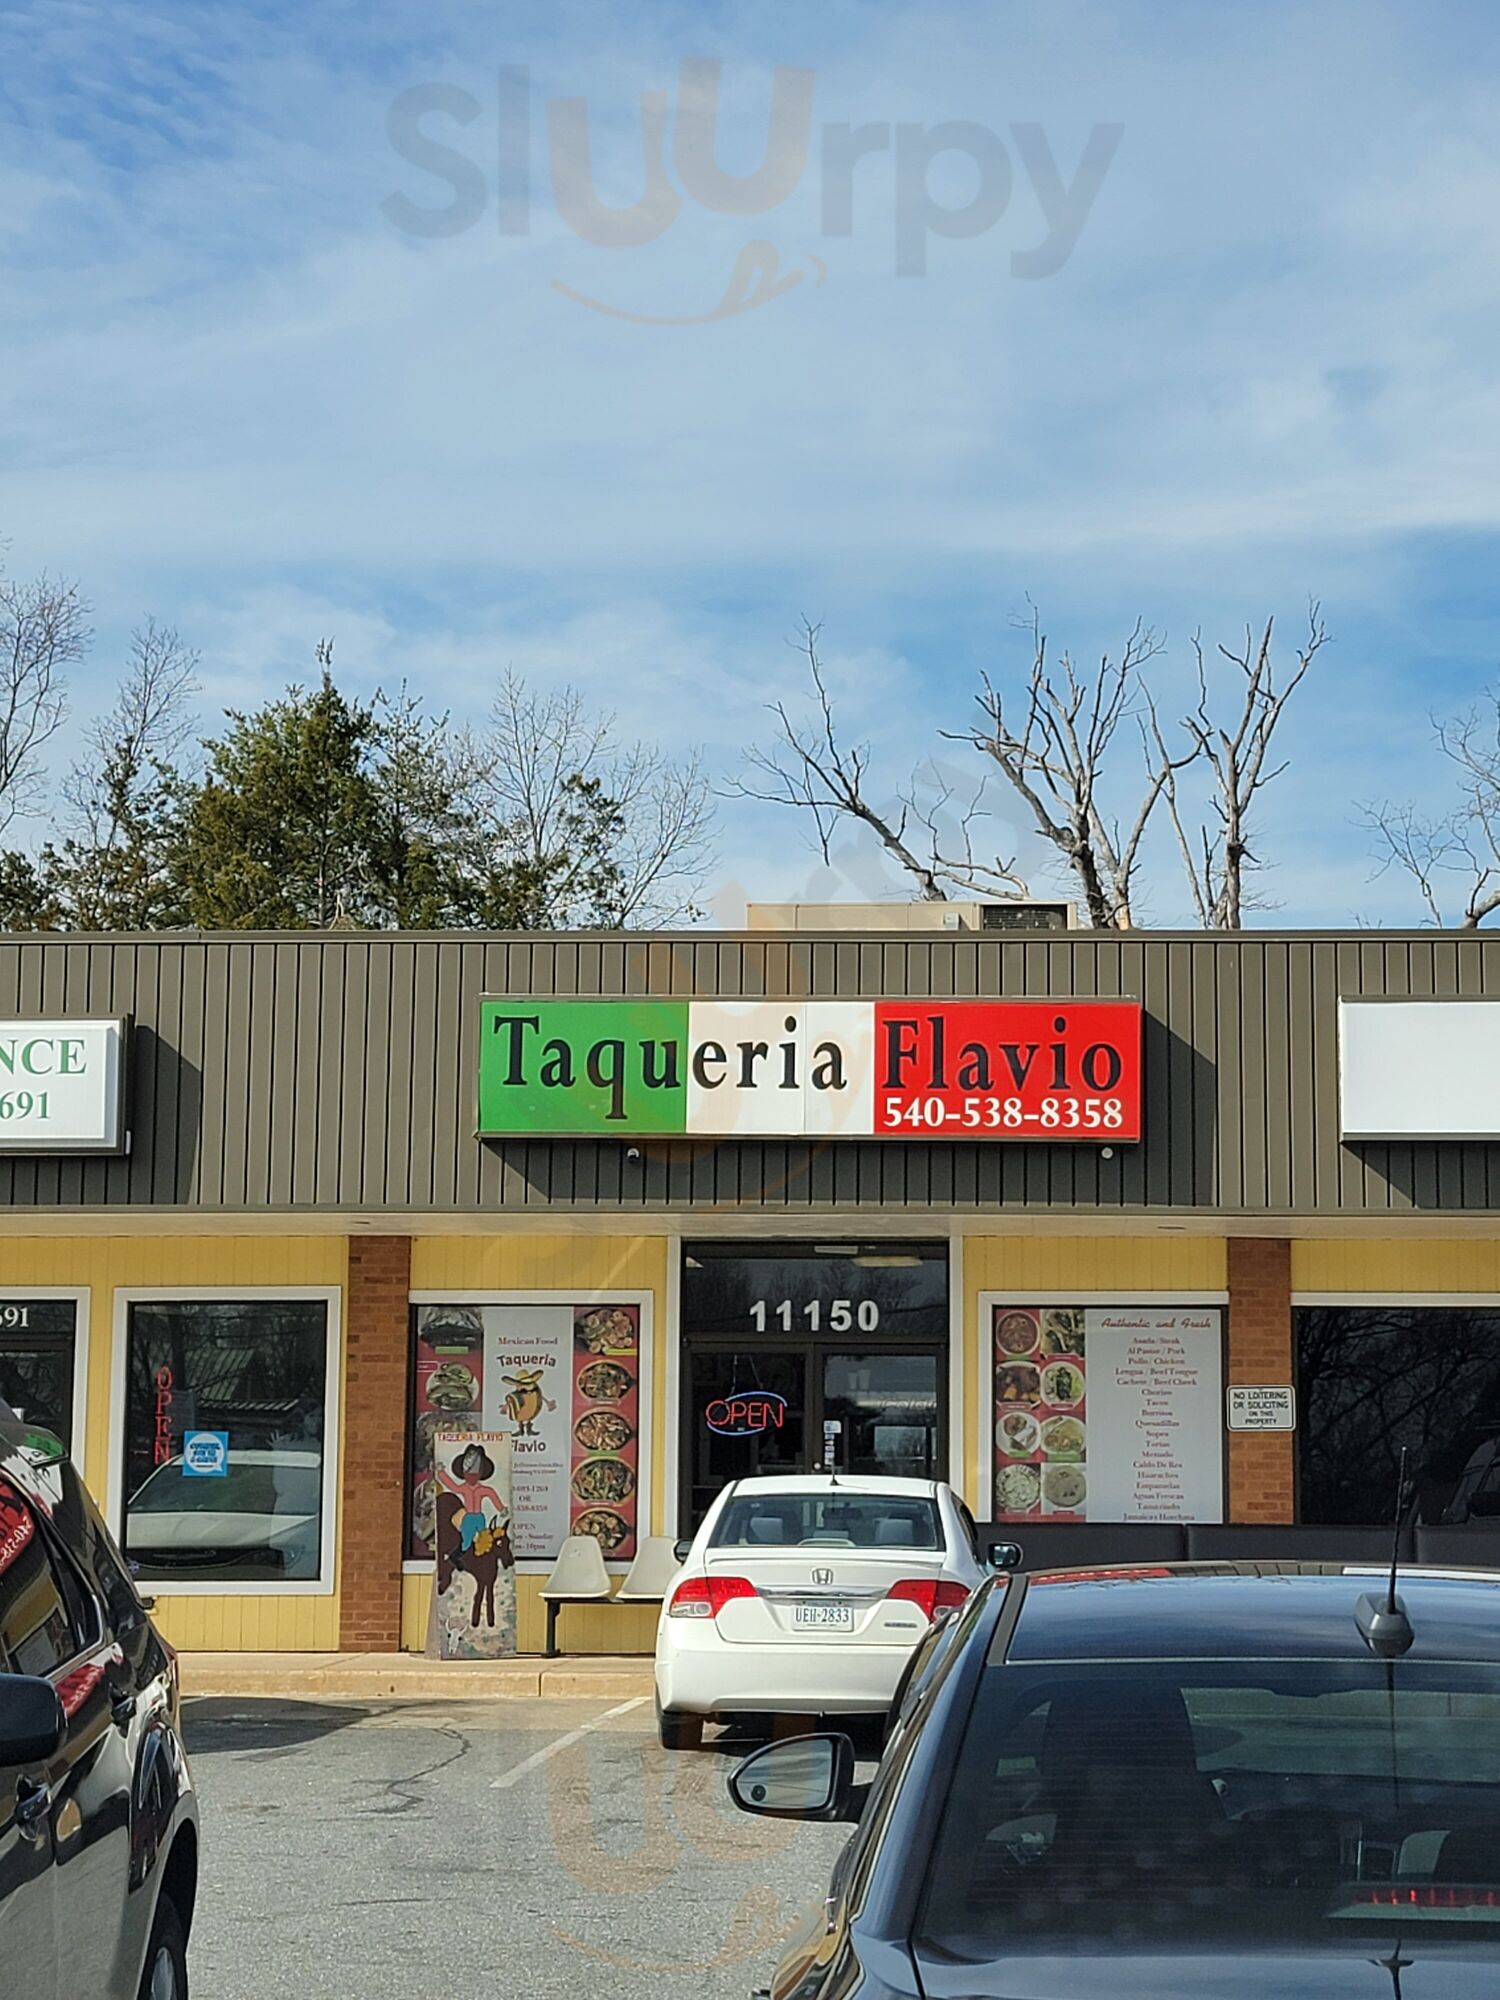 Sluurpy
Taqueria Flavio
540-538-8358
NCE
691
691
11150
OPEN
OPEN
Mexican Food
Taqueria
Flavio
OPEN
TAQUERIA FLAVIO
Authentic and Fresh
Asada / Steak
Al Pastor / Pork
Pollo / Chicken
Lengua / Beef Tongue
Cachete / Beef Cheek
Chorizo
Tacos
Burritos
Quesadillas
Sopes
Tortas
Menudo
Caldo De Res
Huaraches
Empanadas
Aguas Frescas
Tamarindo
Jamaica y Horchata
NO LOITERING
OR SOLICITING
ON THIS
PROPERTY
UEH-2833